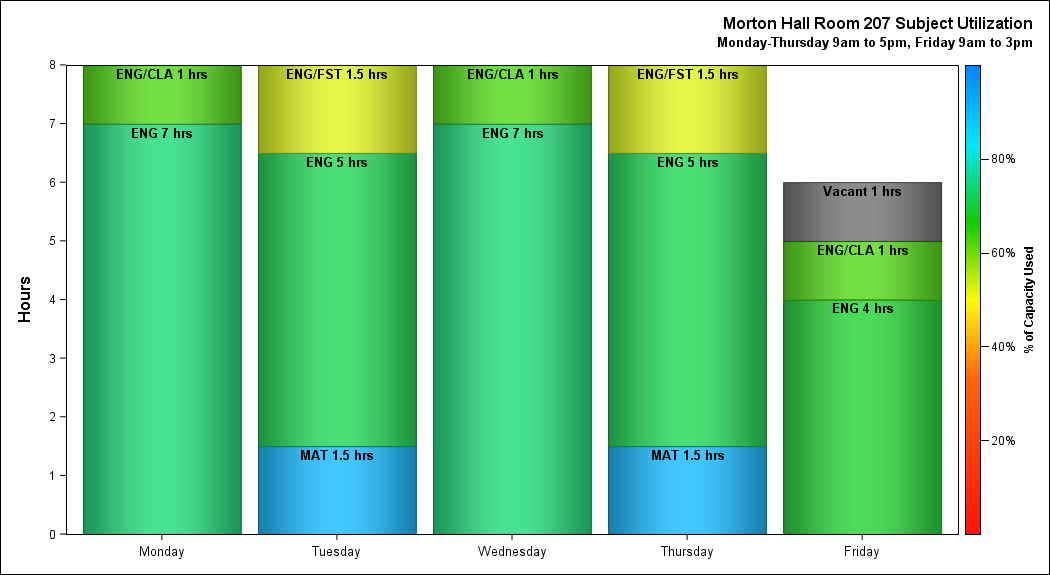 Morton Hall Room 207 Subject Utilization
Monday-Thursday 9am to 5pm, Friday 9am to 3pm
Hours
8
7
6
5
4
3
2
1
0
ENG/CLA 1 hrs
ENG 7 hrs
ENG/FST 1.5 hrs
ENG 5 hrs
MAT 1.5 hrs
ENG/CLA 1 hrs
ENG 7 hrs
ENG/FST 1.5 hrs
ENG 5 hrs
MAT 1.5 hrs
Vacant 1 hrs
ENG/CLA 1 hrs
ENG 4 hrs
Monday
Tuesday
Wednesday
Thursday
Friday
80%
60%
40%
20%
% of Capacity Used